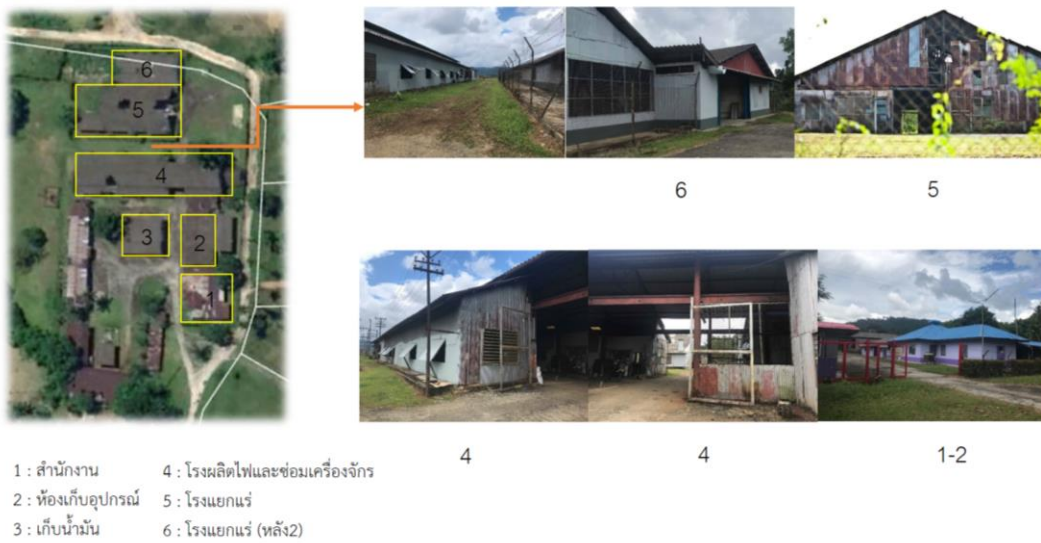 6
5
4
3
2
1
6
5
4
4
1-2
1 : สำนักงาน
2 : ห้องเก็บอุปกรณ์
3 : เก็บน้ำมัน
4 : โรงผลิตไฟและซ่อมเครื่องจักร
5 : โรงแยกแร่
6 : โรงแยกแร่ (หลัง2)